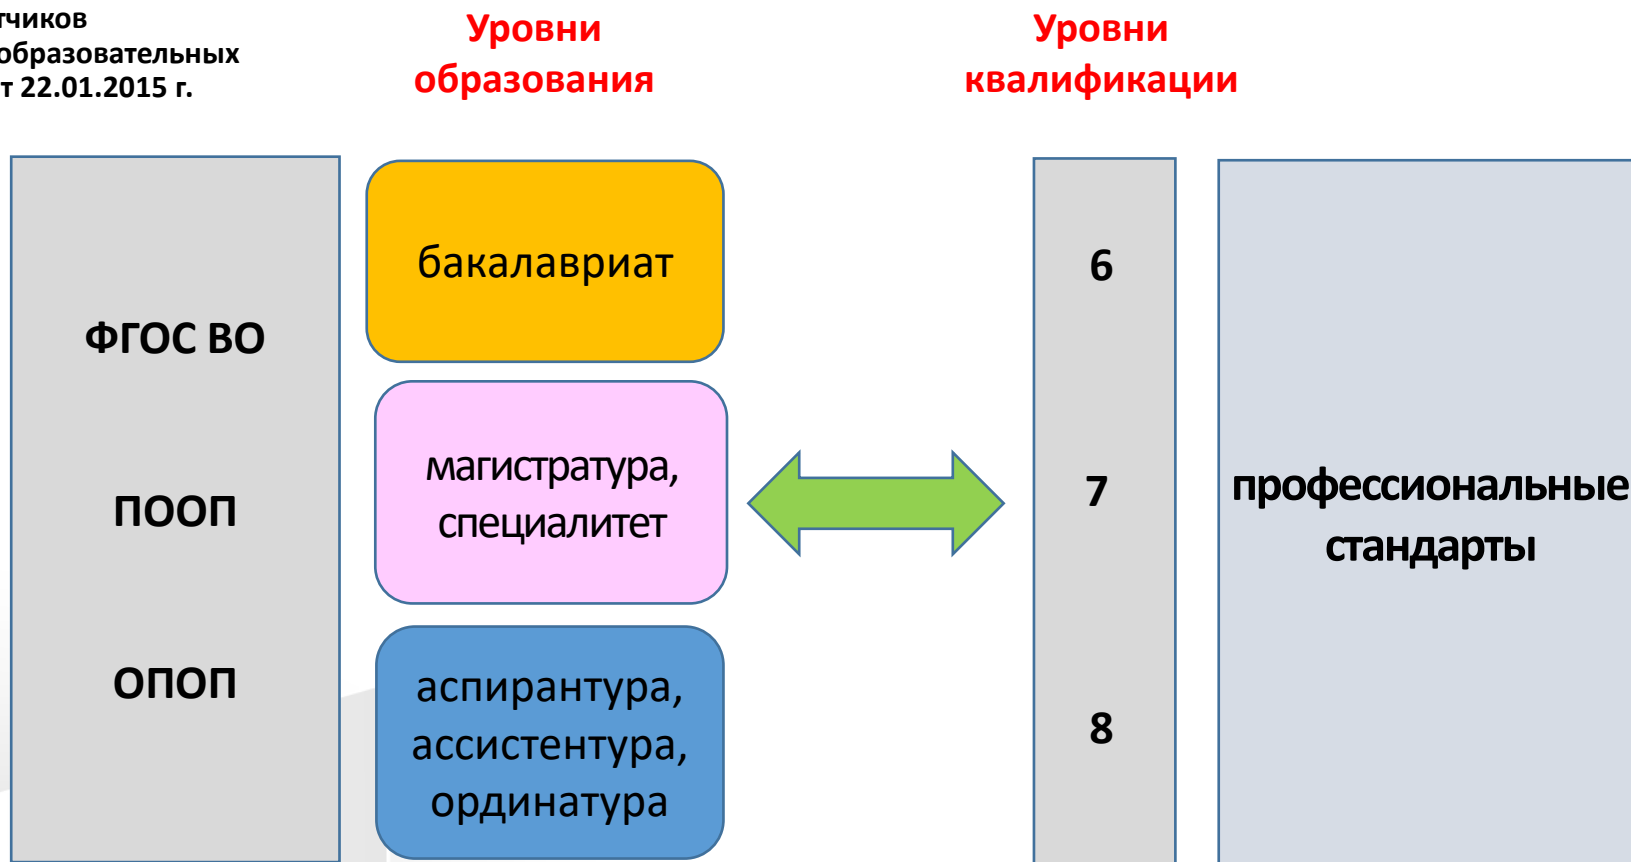 тчиков
образовательных
т 22.01.2015 г.
Уровни
образования
Уровни
квалификации
ФГОС ВО
ПООП
ОПОП
бакалавриат
магистратура,
специалитет
аспирантура,
ассистентура,
ординатура
6
7
8
профессиональные
стандарты